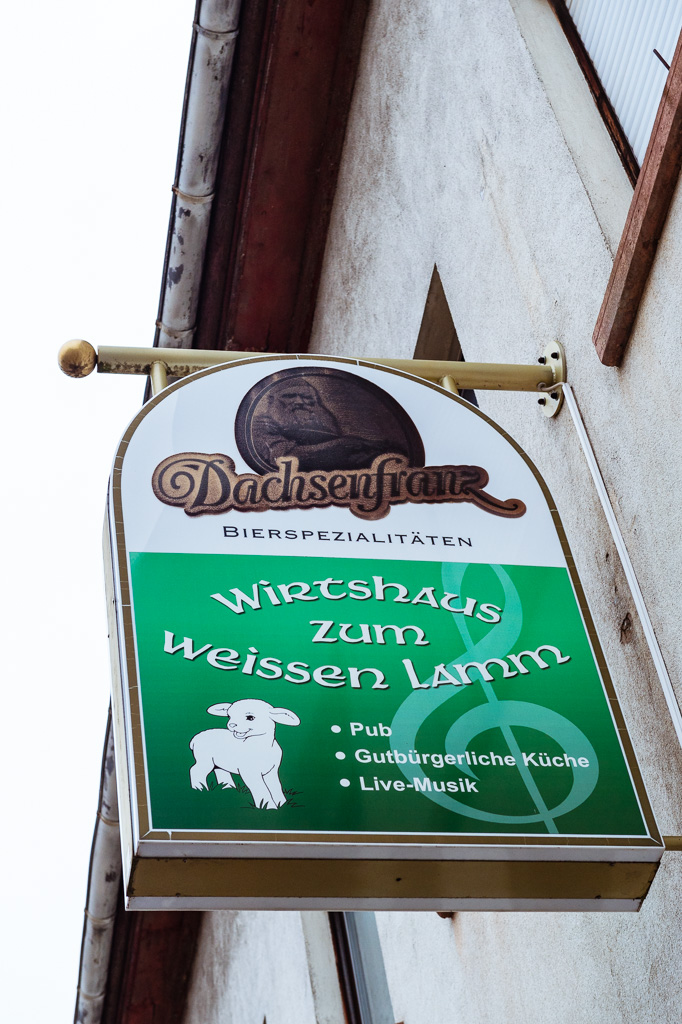 Dachsenfranz
Bierspezialitäten
Wirtshaus
zum
Weissen Lamm
• Pub
• Gutbürgerliche Küche
• Live-Musik